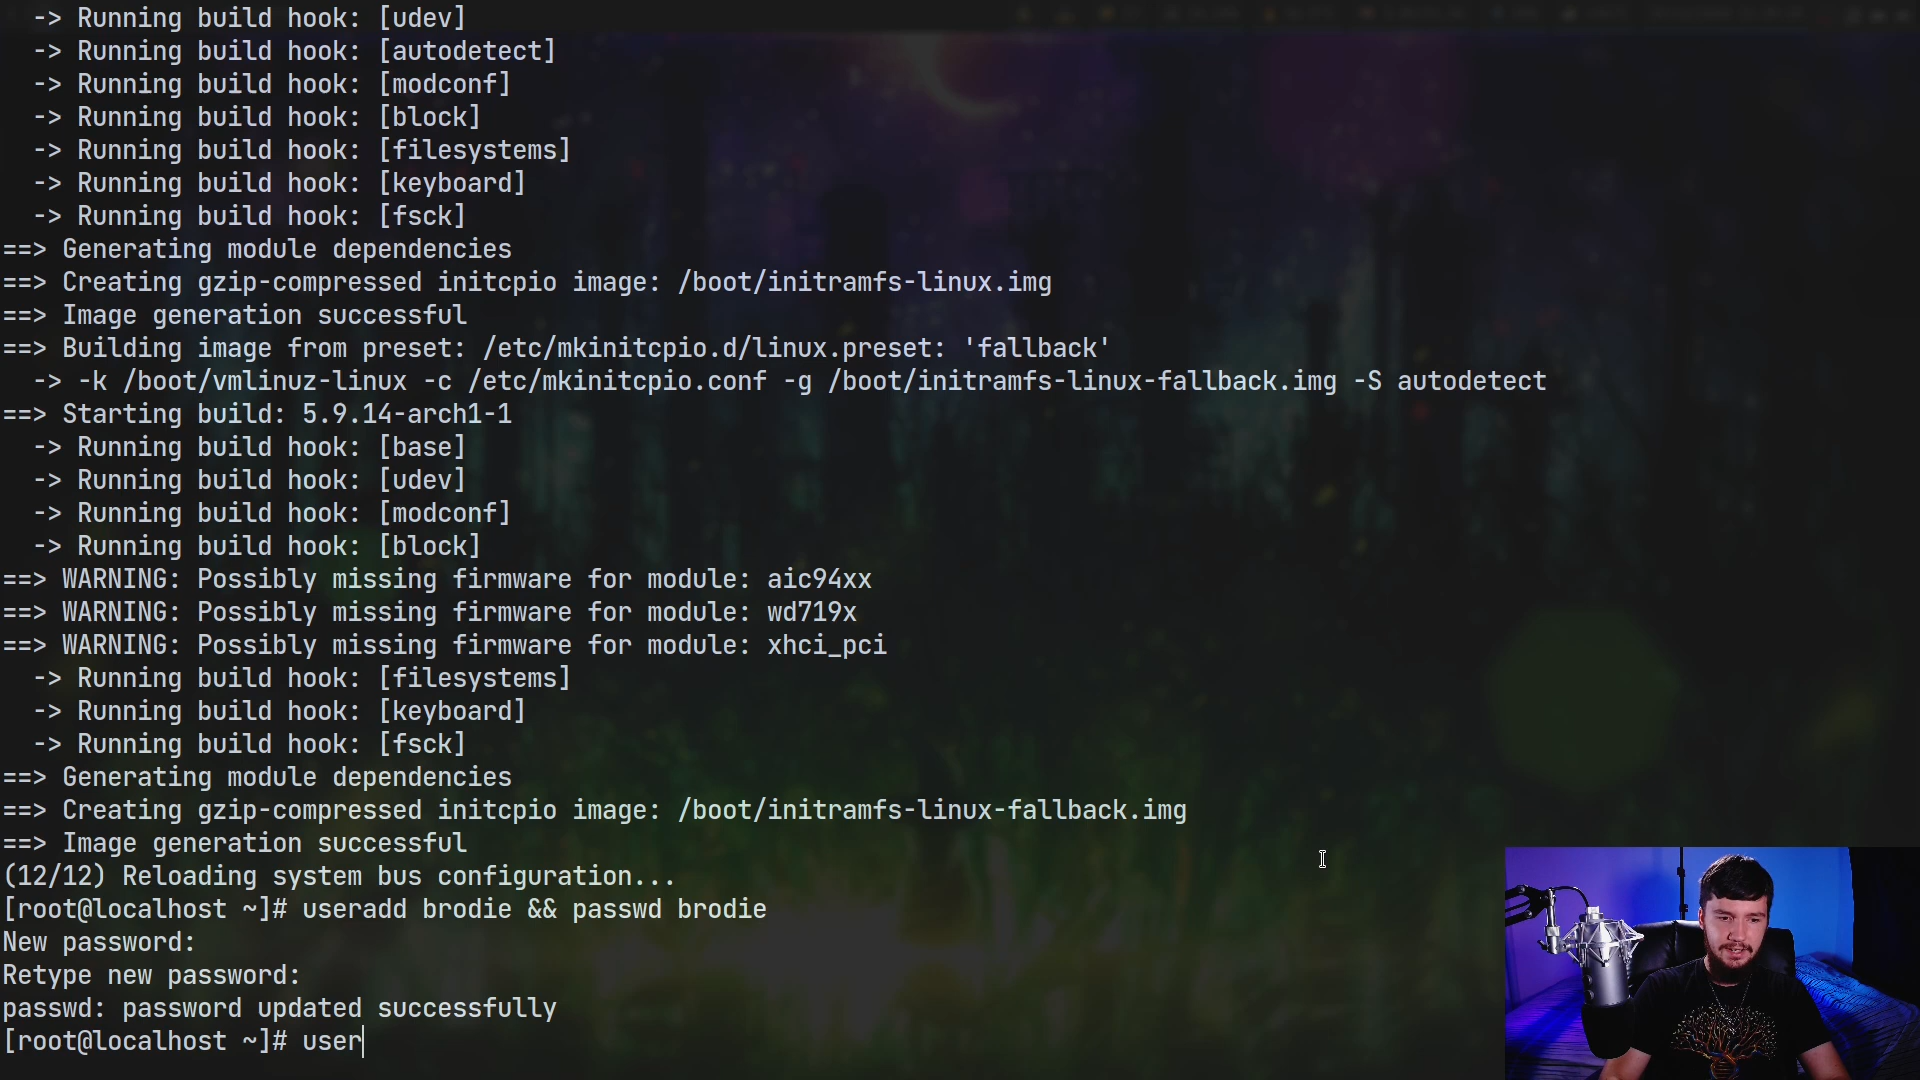 -> Running build hook: [udev]
-> Running build hook: [autodetect]
-> Running build hook: [modconf]
-> Running build hook: [block]
-> Running build hook: [filesystems]
-> Running build hook: [keyboard]
-> Running build hook: [fsck]
==> Generating module dependencies
==> Creating gzip-compressed initcpio image: /boot/initramfs-linux.img
==> Image generation successful
==> Building image from preset: /etc/mkinitcpio.d/linux.preset: 'fallback'
-> -k /boot/vmlinuz-linux -c /etc/mkinitcpio.conf -g /boot/initramfs-linux-fallback.img -S autodetect
==> Starting build: 5.9.14-arch1-1
-> Running build hook: [base]
-> Running build hook: [udev]
-> Running build hook: [modconf]
-> Running build hook: [block]
==> WARNING: Possibly missing firmware for module: aic94xx
==> WARNING: Possibly missing firmware for module: wd719x
==> WARNING: Possibly missing firmware for module: xhci_pci
-> Running build hook: [filesystems]
-> Running build hook: [keyboard]
-> Running build hook: [fsck]
==> Generating module dependencies
==> Creating gzip-compressed initcpio image: /boot/initramfs-linux-fallback.img
==> Image generation successful
(12/12) Reloading system bus configuration...
[root@localhost ~]# useradd brodie && passwd brodie
New password:
Retype new password:
passwd: password updated successfully
[root@localhost ~]# user